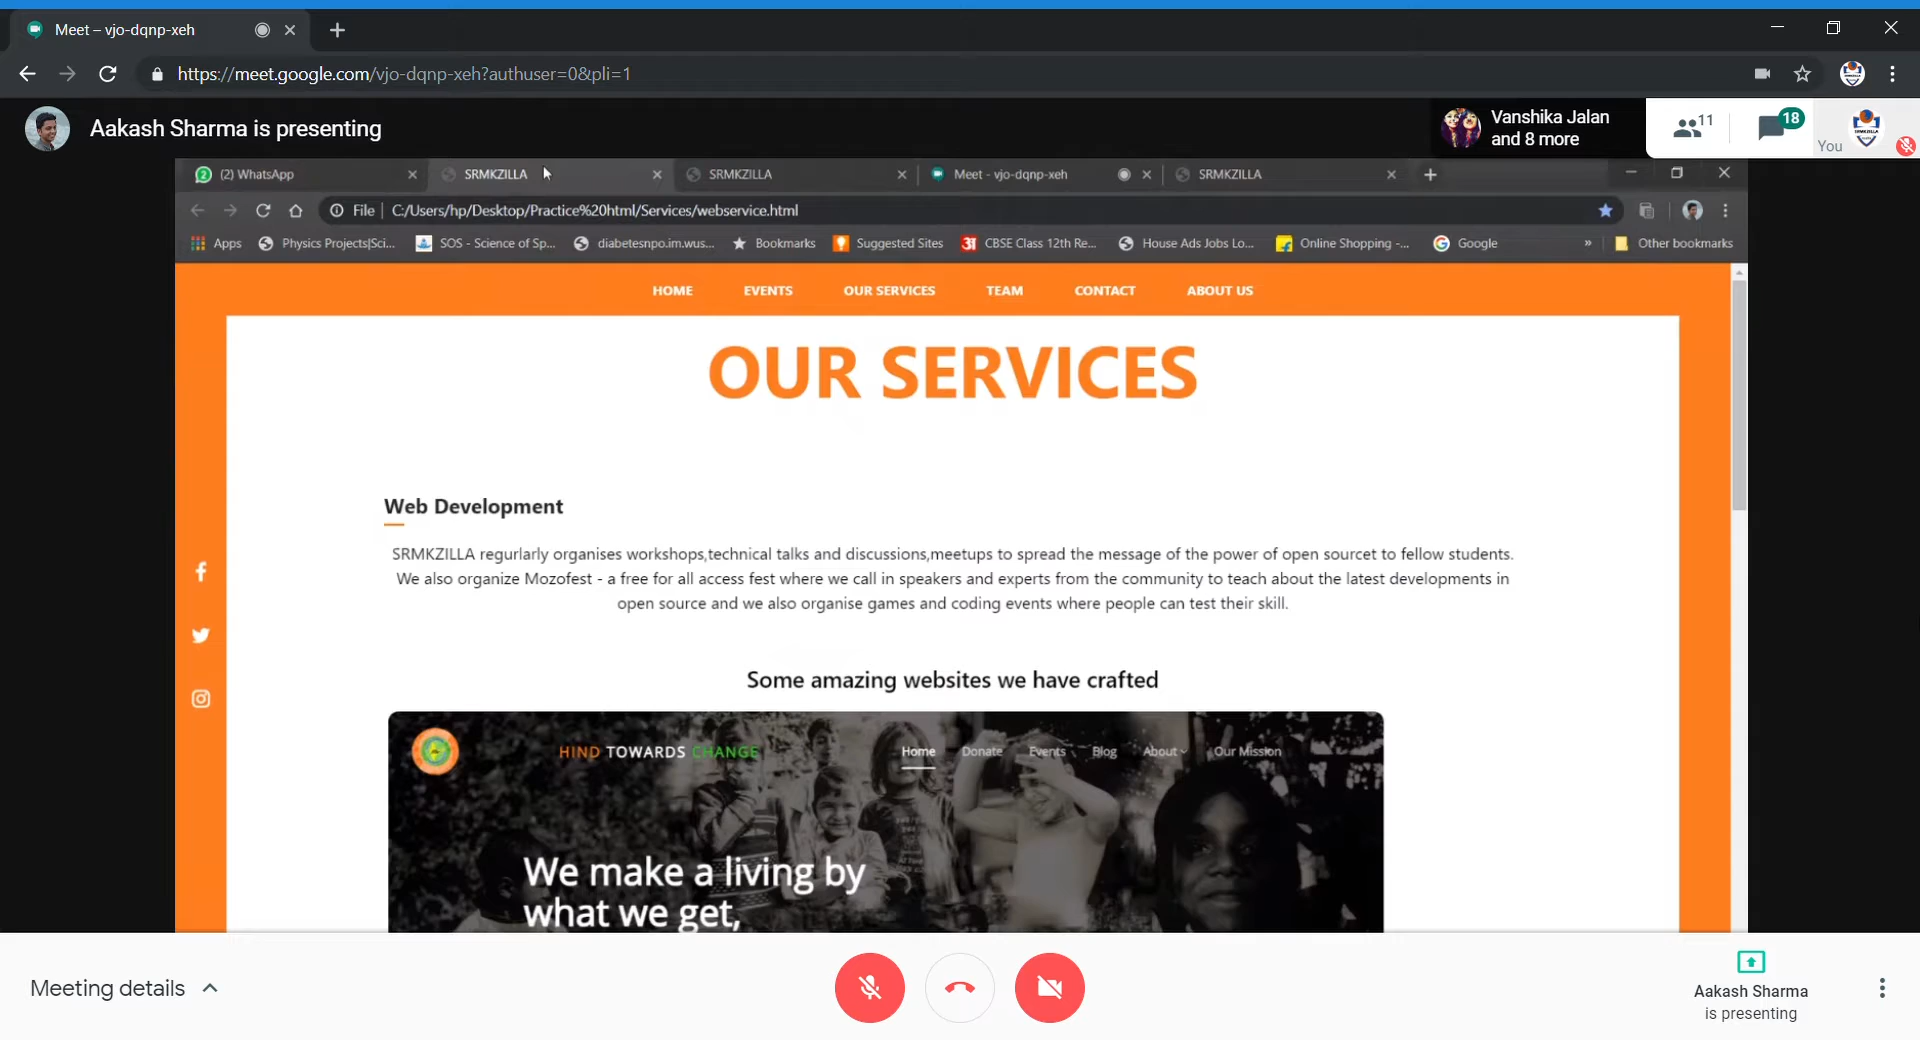 Meet – vjo-dqnp-xeh
https://meet.google.com/vjo-dqnp-xeh?authuser=0&pli=1
Aakash Sharma is presenting
Vanshika Jalan
and 8 more
11
18
You
(2) WhatsApp
SRMKZILLA
SRMKZILLA
Meet - vjo-dqnp-xeh
SRMKZILLA
File
C:/Users/hp/Desktop/Practice%20html/Services/webservice.html
Apps
Physics Projects|Sci...
SOS - Science of Sp...
diabetesnpo.im.wus...
Bookmarks
Suggested Sites
31
CBSE Class 12th Re...
House Ads Jobs Lo...
Online Shopping -...
Google
»
Other bookmarks
HOME EVENTS OUR SERVICES TEAM CONTACT ABOUT US
OUR SERVICES
Web Development
SRMKZILLA regurlarly organises workshops,technical talks and discussions,meetups to spread the message of the power of open sourcet to fellow students.
We also organize Mozofest - a free for all access fest where we call in speakers and experts from the community to teach about the latest developments in
open source and we also organise games and coding events where people can test their skill.
Some amazing websites we have crafted
HIND TOWARDS CHANGE
Home Donate Events Blog About Our Mission
We make a living by
what we get,
Meeting details
Aakash Sharma
is presenting